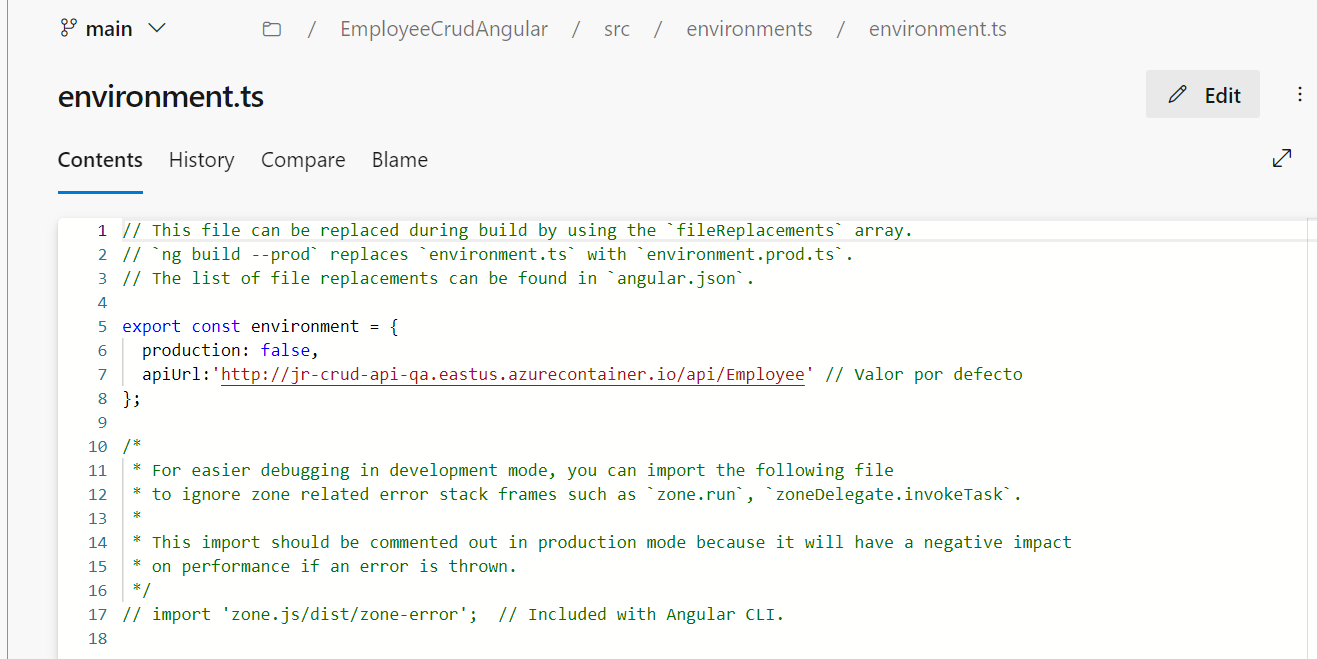 main
/ EmployeeCrudAngular / src / environments / environment.ts
environment.ts
Edit
Contents History Compare Blame
1 // This file can be replaced during build by using the `fileReplacements` array.
2 // `ng build --prod` replaces `environment.ts` with `environment.prod.ts`.
3 // The list of file replacements can be found in `angular.json`.
4
5 export const environment = {
6 production: false,
7 apiUrl:'http://jr-crud-api-qa.eastus.azurecontainer.io/api/Employee' // Valor por defecto
8 };
9
10 /*
11 * For easier debugging in development mode, you can import the following file
12 * to ignore zone related error stack frames such as `zone.run`, `zoneDelegate.invokeTask`.
13 *
14 * This import should be commented out in production mode because it will have a negative impact
15 * on performance if an error is thrown.
16 */
17 // import 'zone.js/dist/zone-error';  // Included with Angular CLI.
18